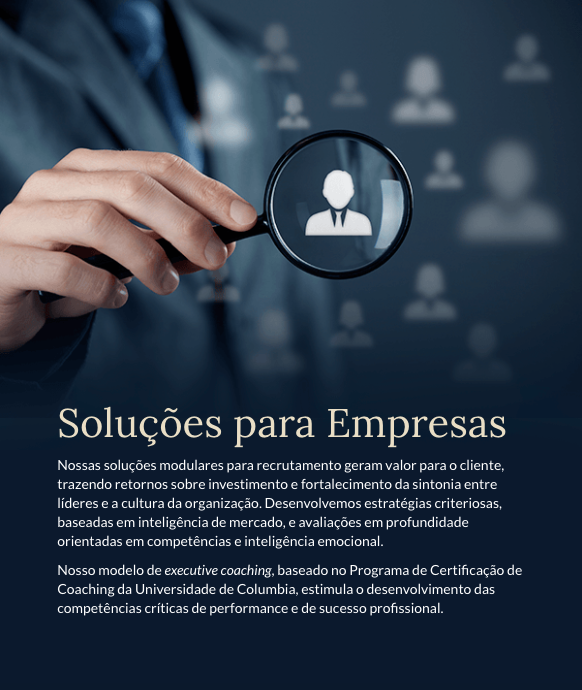 Soluções para Empresas
Nossas soluções modulares para recrutamento geram valor para o cliente,
trazendo retornos sobre investimento e fortalecimento da sintonia entre
líderes e a cultura da organização. Desenvolvemos estratégias criteriosas,
baseadas em inteligência de mercado, e avaliações em profundidade
orientadas em competências e inteligência emocional.
Nosso modelo de executive coaching, baseado no Programa de Certificação de
Coaching da Universidade de Columbia, estimula o desenvolvimento das
competências críticas de performance e de sucesso profissional.